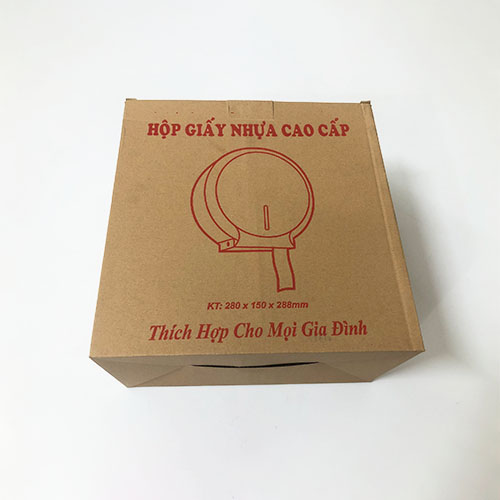 HỘP GIẤY NHỰA CAO CẤP
KT: 280 x 150 x 288mm
Thích Hợp Cho Mọi Gia Đình